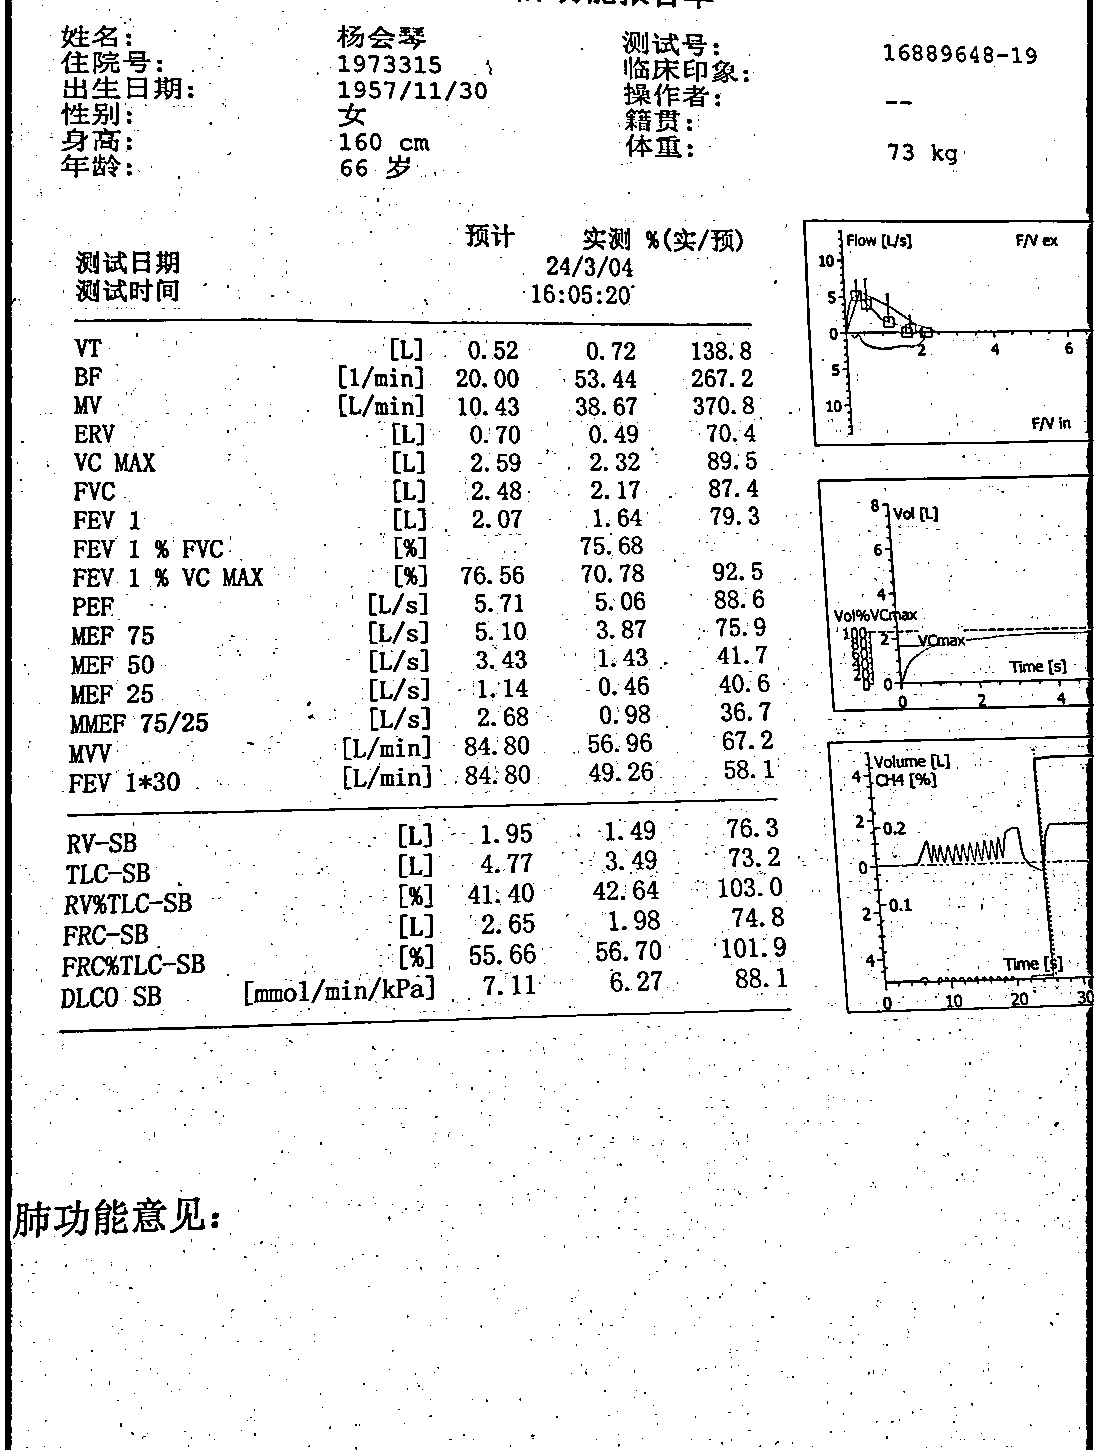 姓名: 杨会琴 测试号: 16889648-19
住院号: 1973315 临床印象:
出生日期: 1957/11/30 操作者: --
性别: 女 籍贯:
身高: 160 cm 体重: 73 kg
年龄: 66 岁
预计 实测 %(实/预)
测试日期 24/3/04
测试时间 16:05:20
VT [L] 0.52 0.72 138.8
BF [1/min] 20.00 53.44 267.2
MV [L/min] 10.43 38.67 370.8
ERV [L] 0.70 0.49 70.4
VC MAX [L] 2.59 2.32 89.5
FVC [L] 2.48 2.17 87.4
FEV 1 [L] 2.07 1.64 79.3
FEV 1 % FVC [%] 75.68
FEV 1 % VC MAX [%] 76.56 70.78 92.5
PEF [L/s] 5.71 5.06 88.6
MEF 75 [L/s] 5.10 3.87 75.9
MEF 50 [L/s] 3.43 1.43 41.7
MEF 25 [L/s] 1.14 0.46 40.6
MMEF 75/25 [L/s] 2.68 0.98 36.7
MVV [L/min] 84.80 56.96 67.2
FEV 1*30 [L/min] 84.80 49.26 58.1
RV-SB [L] 1.95 1.49 76.3
TLC-SB [L] 4.77 3.49 73.2
RV%TLC-SB [%] 41.40 42.64 103.0
FRC-SB [L] 2.65 1.98 74.8
FRC%TLC-SB [%] 55.66 56.70 101.9
DLCO SB [mmol/min/kPa] 7.11 6.27 88.1
Flow [L/s] F/V ex
10
5
0 2 4 6
5
10
F/V in
8 Vol [L]
6
4
Vol%VCmax
100 2 VCmax
80
60
40
20 Time [s]
0 0
0 2 4
Volume [L]
4 CH4 [%]
2 0.2
0
2 0.1
4 Time [s]
0 10 20 30
肺功能意见: